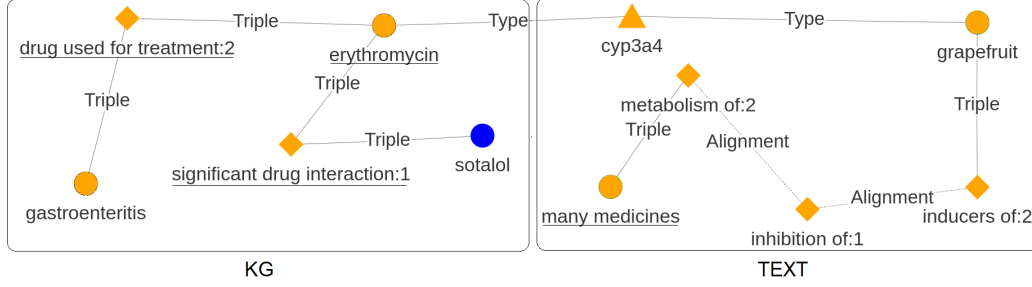 Triple
Type
Type
drug used for treatment:2
erythromycin
cyp3a4
grapefruit
Triple
Triple
metabolism of:2
Triple
Triple
Triple
Alignment
significant drug interaction:1
sotalol
Alignment
gastroenteritis
many medicines
inhibition of:1
inducers of:2
KG
TEXT